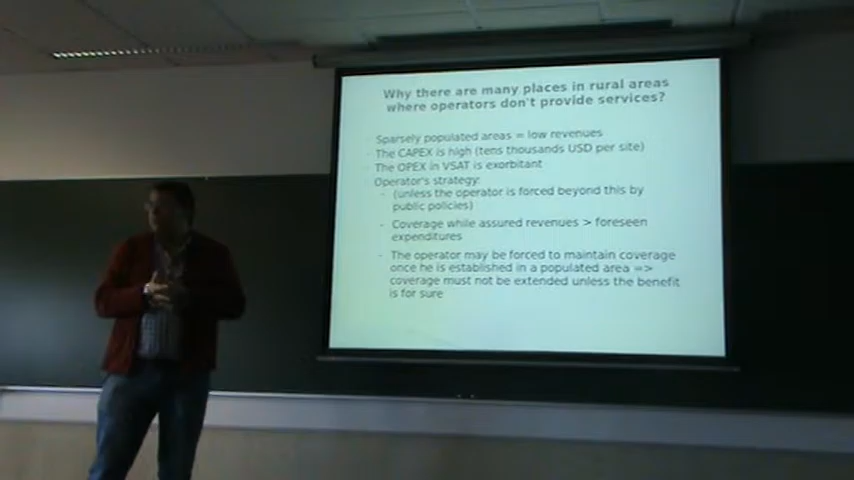 Why there are many places in rural areas
where operators don't provide services?
Sparsely populated areas = low revenues
The CAPEX is high (tens thousands USD per site)
The OPEX in VSAT is exorbitant
Operator's strategy:
- (unless the operator is forced beyond this by
public policies)
- Coverage while assured revenues > foreseen
expenditures
- The operator may be forced to maintain coverage
once he is established in a populated area =>
coverage must not be extended unless the benefit
is for sure